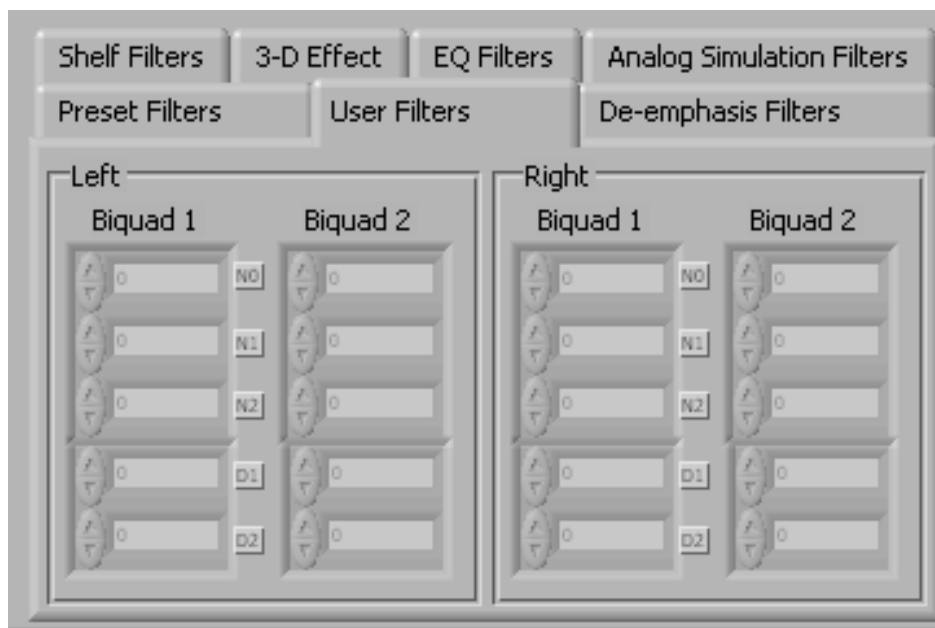 Shelf Filters 3-D Effect EQ Filters Analog Simulation Filters
Preset Filters User Filters De-emphasis Filters
Left Right
Biquad 1 Biquad 2 Biquad 1 Biquad 2
0 N0 0 0 N0 0
0 N1 0 0 N1 0
0 N2 0 0 N2 0
0 D1 0 0 D1 0
0 D2 0 0 D2 0